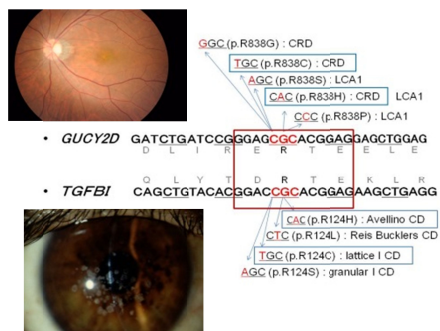 GGC (p.R838G) : CRD
TGC (p.R838C) : CRD
AGC (p.R838S) : LCA1
CAC (p.R838H) : CRD LCA1
CCC (p.R838P) : LCA1
• GUCY2D GATCTGATCCGGGAGCGCACGGAGGAGCTGGAG
D L I R E R T E E L E
Q L Y T D R T E K L R
• TGFBI CAGCTGTACACGGACCGCACGGAGAAGCTGAGG
CAC (p.R124H) : Avellino CD
CTC (p.R124L) : Reis Bucklers CD
TGC (p.R124C) : lattice I CD
AGC (p.R124S) : granular I CD